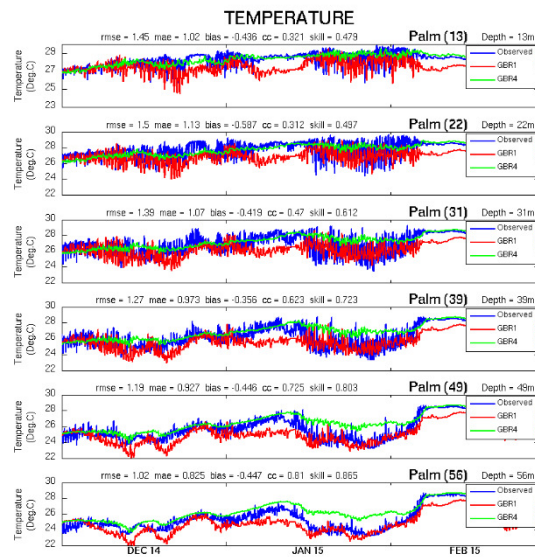 TEMPERATURE
rmse = 1.45 mae = 1.02 bias = -0.436 cc = 0.321 skill = 0.479 Palm (13) Depth = 13m
Temperature (Deg.C)
28
27
25
23
Observed
GBR1
GBR4
rmse = 1.5 mae = 1.13 bias = -0.587 cc = 0.312 skill = 0.497 Palm (22) Depth = 22m
Temperature (Deg.C)
30
28
26
24
22
20
Observed
GBR1
GBR4
rmse = 1.39 mae = 1.07 bias = -0.419 cc = 0.47 skill = 0.612 Palm (31) Depth = 31m
Temperature (Deg.C)
30
28
26
24
22
Observed
GBR1
GBR4
rmse = 1.27 mae = 0.973 bias = -0.356 cc = 0.623 skill = 0.723 Palm (39) Depth = 39m
Temperature (Deg.C)
30
28
26
24
22
Observed
GBR1
GBR4
rmse = 1.19 mae = 0.927 bias = -0.446 cc = 0.725 skill = 0.803 Palm (49) Depth = 49m
Temperature (Deg.C)
30
28
26
24
22
Observed
GBR1
GBR4
rmse = 1.02 mae = 0.825 bias = -0.447 cc = 0.81 skill = 0.865 Palm (56) Depth = 56m
Temperature (Deg.C)
30
28
26
24
22
Observed
GBR1
GBR4
DEC 14 JAN 15 FEB 15